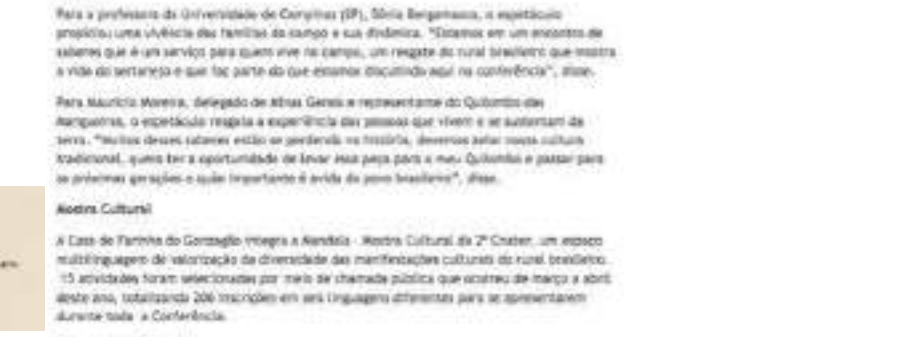 Para a professora da Universidade de Campinas (SP), Sônia Bergamasco, o espetáculo
propiciou uma vivência das famílias do campo e sua dinâmica. "Estamos em um encontro de
saberes que é um serviço para quem vive no campo, um resgate do rural brasileiro que mostra
a vida do sertanejo e que faz parte do que estamos discutindo aqui na conferência", disse.
Para Maurício Moreira, delegado de Minas Gerais e representante do Quilombo das
Mangueiras, o espetáculo resgata a experiência das pessoas que vivem e se sustentam da
terra. "Muitos desses saberes estão se perdendo na história, devemos zelar nossa cultura
tradicional, quero ter a oportunidade de levar essa peça para o meu Quilombo e passar para
as próximas gerações o quão importante é a vida do povo brasileiro", disse.
Mostra Cultural
A Casa de Farinha do Gonzagão integra a Mandala - Mostra Cultural da 2ª Cnater, um espaço
multilinguagem de valorização da diversidade das manifestações culturais do rural brasileiro.
15 atividades foram selecionadas por meio de chamada pública que ocorreu de março a abril
deste ano, totalizando 206 inscrições em seis linguagens diferentes para se apresentarem
durante toda a Conferência.